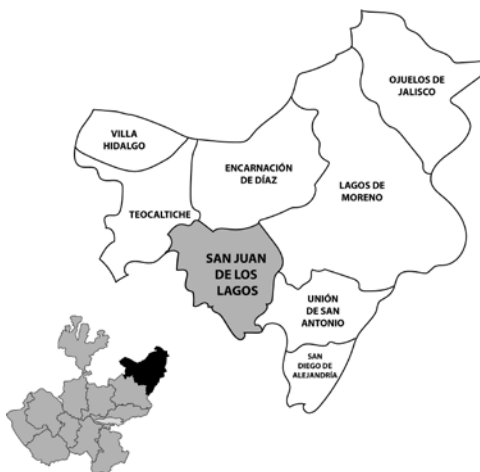 OJUELOS DE
JALISCO
VILLA
HIDALGO
ENCARNACIÓN
DE DÍAZ
LAGOS DE
MORENO
TEOCALTICHE
SAN JUAN
DE LOS
LAGOS
UNIÓN
DE SAN
ANTONIO
SAN
DIEGO DE
ALEJANDRÍA